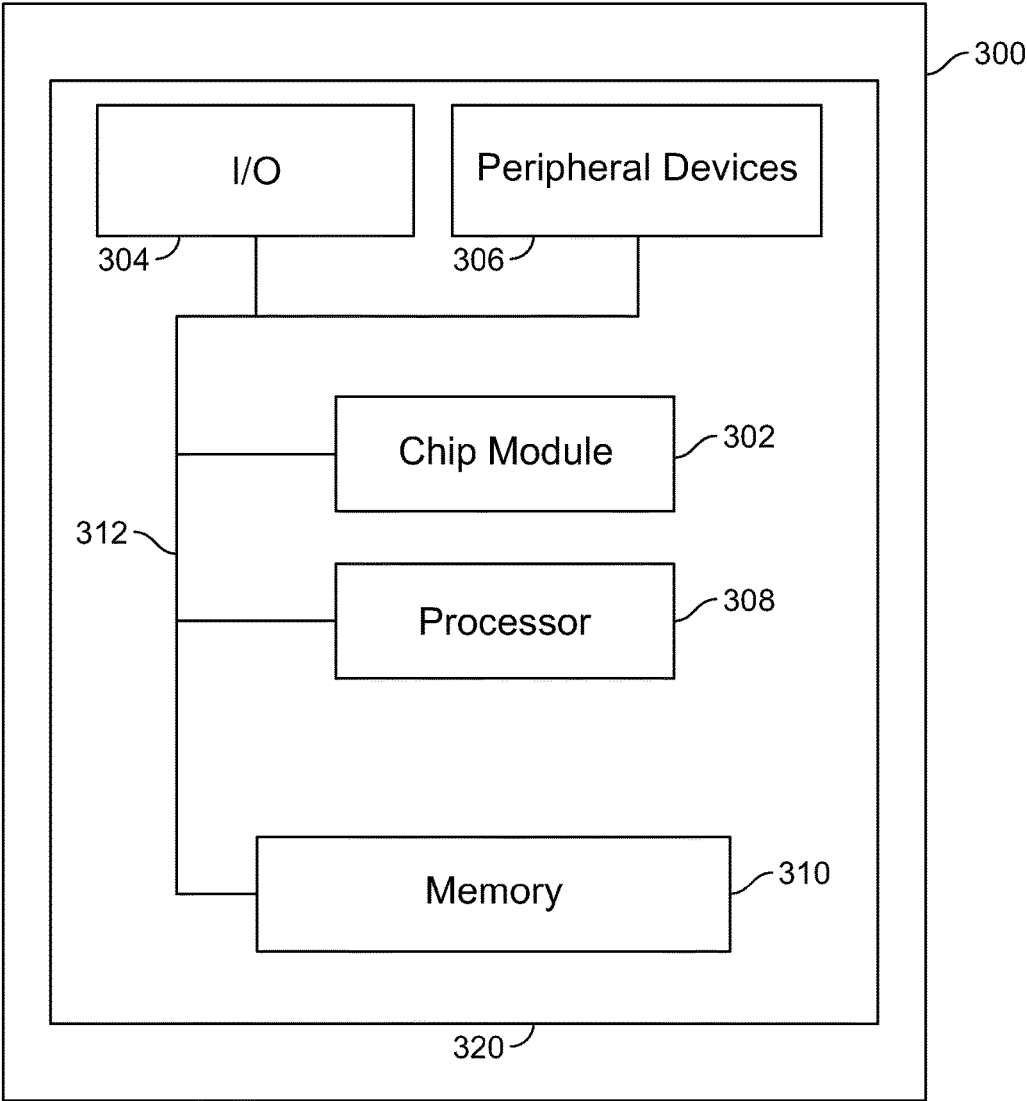 300
I/O
Peripheral Devices
304
306
Chip Module
302
312
Processor
308
Memory
310
320